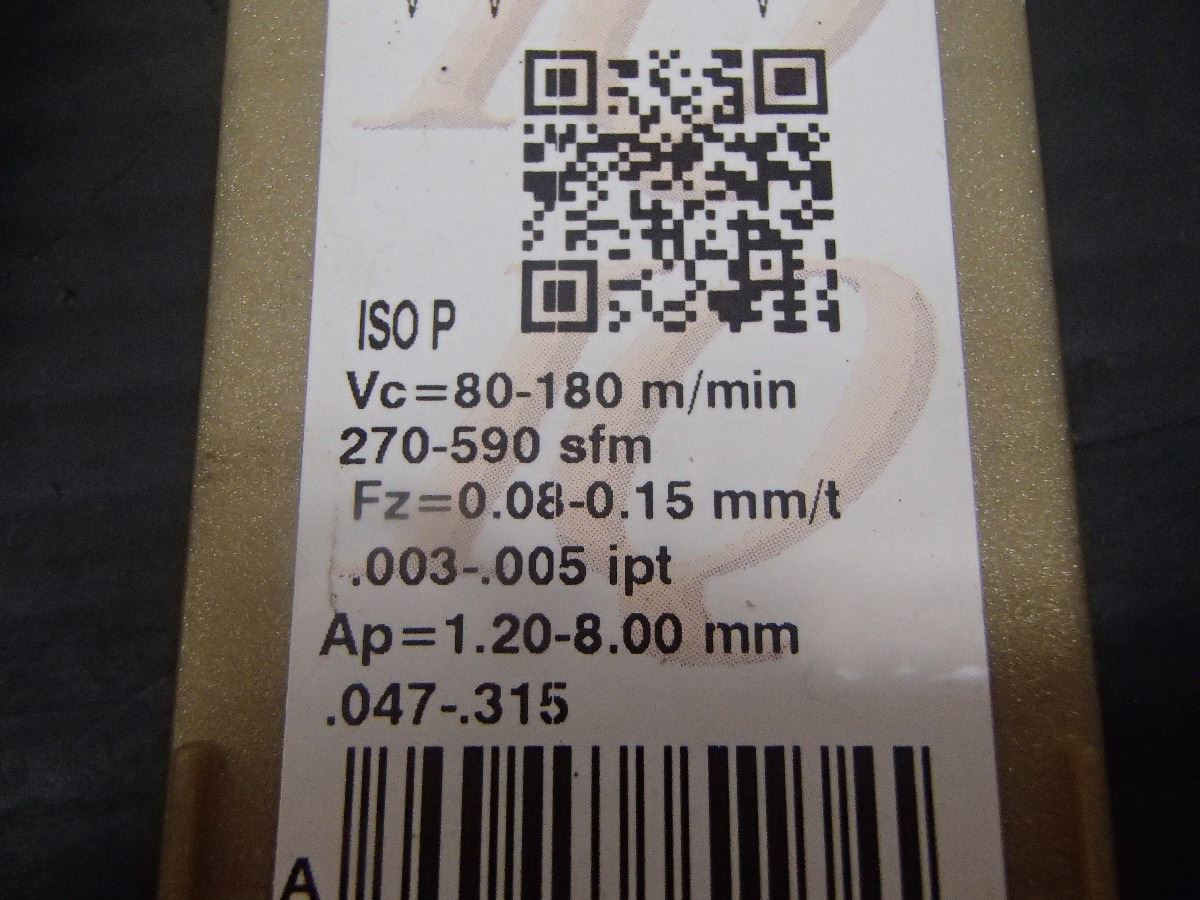 ISO P
Vc=80-180 m/min
270-590 sfm
Fz=0.08-0.15 mm/t
.003-.005 ipt
Ap=1.20-8.00 mm
.047-.315
A